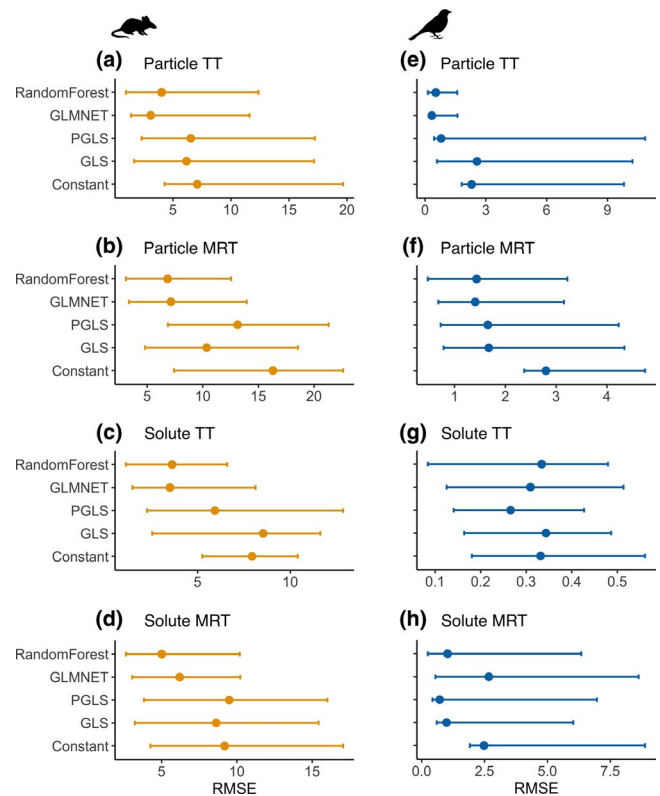 (a) Particle TT
RandomForest
GLMNET
PGLS
GLS
Constant
5 10 15 20
(b) Particle MRT
RandomForest
GLMNET
PGLS
GLS
Constant
5 10 15 20
(c) Solute TT
RandomForest
GLMNET
PGLS
GLS
Constant
5 10
(d) Solute MRT
RandomForest
GLMNET
PGLS
GLS
Constant
5 10 15
RMSE
(e) Particle TT
0 3 6 9
(f) Particle MRT
1 2 3 4
(g) Solute TT
0.1 0.2 0.3 0.4 0.5
(h) Solute MRT
0.0 2.5 5.0 7.5
RMSE